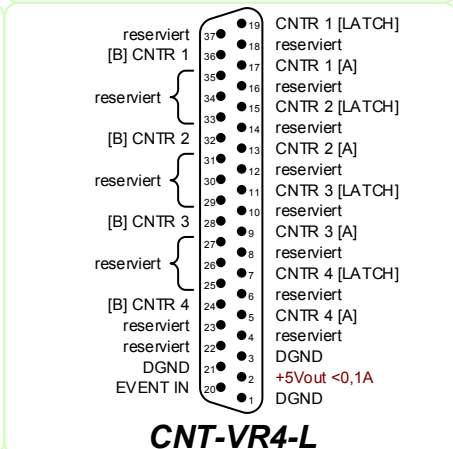 37 reserviert
36 [B] CNTR 1
35
34 reserviert
33
32 [B] CNTR 2
31
30 reserviert
29
28 [B] CNTR 3
27
26 reserviert
25
24 [B] CNTR 4
23 reserviert
22 reserviert
21 DGND
20 EVENT IN
19 CNTR 1 [LATCH]
18 reserviert
17 CNTR 1 [A]
16 reserviert
15 CNTR 2 [LATCH]
14 reserviert
13 CNTR 2 [A]
12 reserviert
11 CNTR 3 [LATCH]
10 reserviert
9 CNTR 3 [A]
8 reserviert
7 CNTR 4 [LATCH]
6 reserviert
5 CNTR 4 [A]
4 reserviert
3 DGND
2 +5Vout <0,1A
1 DGND
CNT-VR4-L